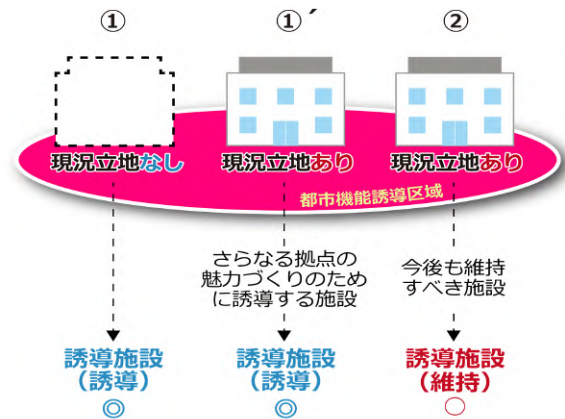 ① ①´ ②
現況立地なし 現況立地あり 現況立地あり
都市機能誘導区域
さらなる拠点の
魅力づくりのため
に誘導する施設
今後も維持
すべき施設
誘導施設
(誘導)
◎
誘導施設
(誘導)
◎
誘導施設
(維持)
○